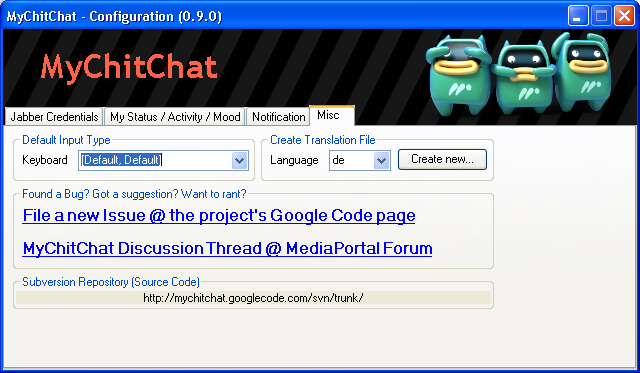 MyChitChat - Configuration (0.9.0)
MyChitChat
Jabber Credentials My Status / Activity / Mood Notification Misc
Default Input Type Create Translation File
Keyboard [Default, Default] Language de Create new...
Found a Bug? Got a suggestion? Want to rant?
File a new Issue @ the project's Google Code page
MyChitChat Discussion Thread @ MediaPortal Forum
Subversion Repository (Source Code)
http://mychitchat.googlecode.com/svn/trunk/